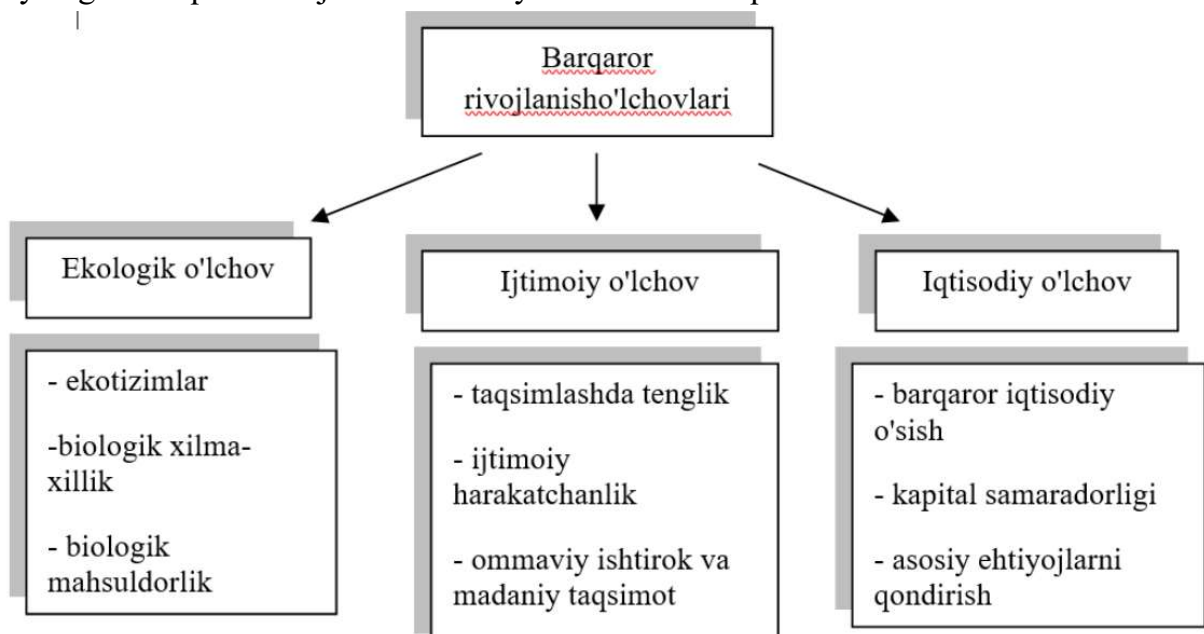 Barqaror
rivojlanisho'lchovlari
Ekologik o'lchov
- ekotizimlar
-biologik xilma-
xillik
- biologik
mahsuldorlik
Ijtimoiy o'lchov
- taqsimlashda tenglik
- ijtimoiy
harakatchanlik
- ommaviy ishtirok va
madaniy taqsimot
Iqtisodiy o'lchov
- barqaror iqtisodiy
o'sish
- kapital samaradorligi
- asosiy ehtiyojlarni
qondirish